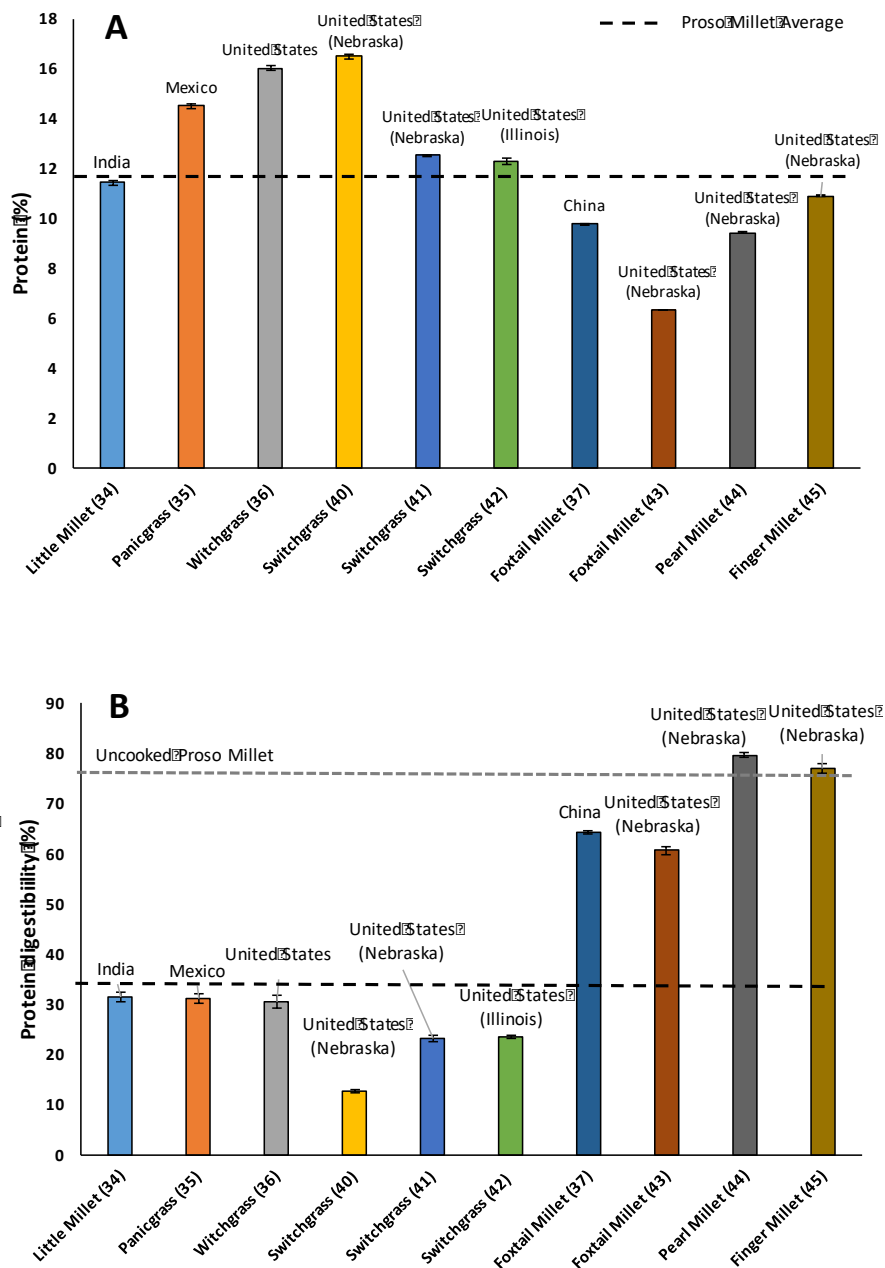 A
Proso Millet Average
18
16
14
12
10
8
6
4
2
0
Protein (%)
India
Mexico
United States
United States
(Nebraska)
United States
(Nebraska)
United States
(Illinois)
China
United States
(Nebraska)
United States
(Nebraska)
United States
(Nebraska)
Little Millet (34)
Panicgrass (35)
Witchgrass (36)
Switchgrass (40)
Switchgrass (41)
Switchgrass (42)
Foxtail Millet (37)
Foxtail Millet (43)
Pearl Millet (44)
Finger Millet (45)
B
90
80
70
60
50
40
30
20
10
0
Protein digestibility (%)
Uncooked Proso Millet
India
Mexico
United States
United States
(Nebraska)
United States
(Nebraska)
United States
(Illinois)
China
United States
(Nebraska)
United States
(Nebraska)
United States
(Nebraska)
Little Millet (34)
Panicgrass (35)
Witchgrass (36)
Switchgrass (40)
Switchgrass (41)
Switchgrass (42)
Foxtail Millet (37)
Foxtail Millet (43)
Pearl Millet (44)
Finger Millet (45)